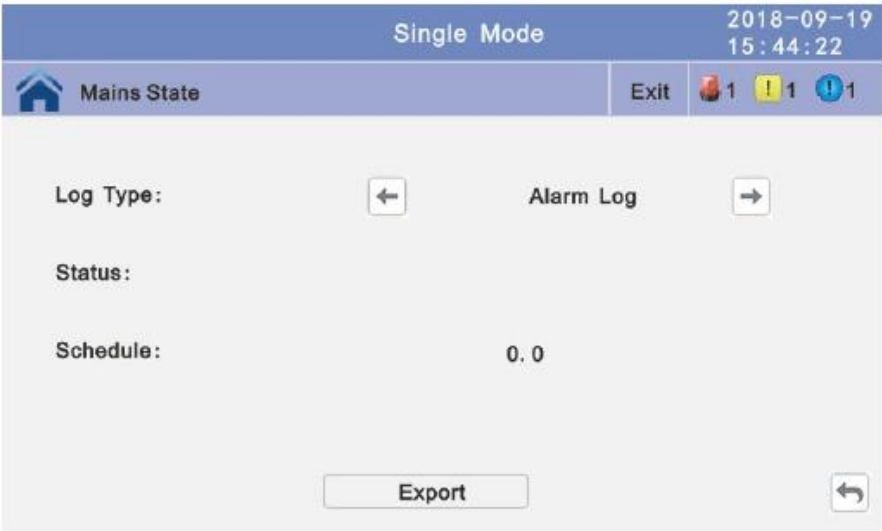 Single Mode
2018-09-19
15:44:22
Mains State
Exit
1
! 1
! 1
Log Type:
Alarm Log
Status:
Schedule:
0.0
Export